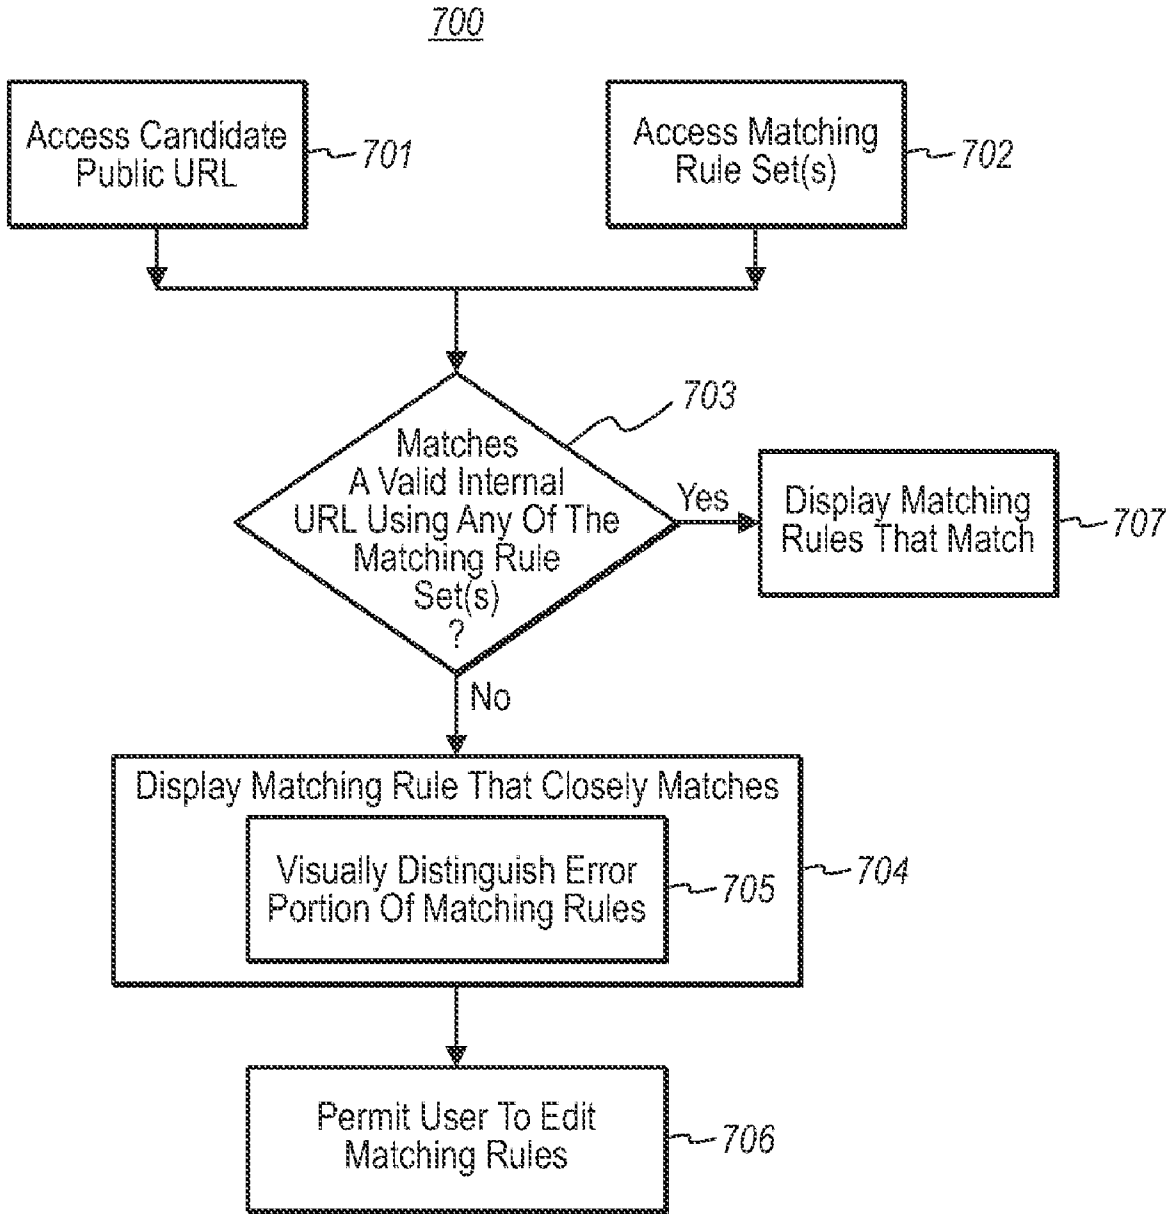 700
Access Candidate
Public URL
701
Access Matching
Rule Set(s)
702
703
Matches
A Valid Internal
URL Using Any Of The
Matching Rule
Set(s)
?
Yes
Display Matching
Rules That Match
707
No
Display Matching Rule That Closely Matches
Visually Distinguish Error
Portion Of Matching Rules
705
704
Permit User To Edit
Matching Rules
706